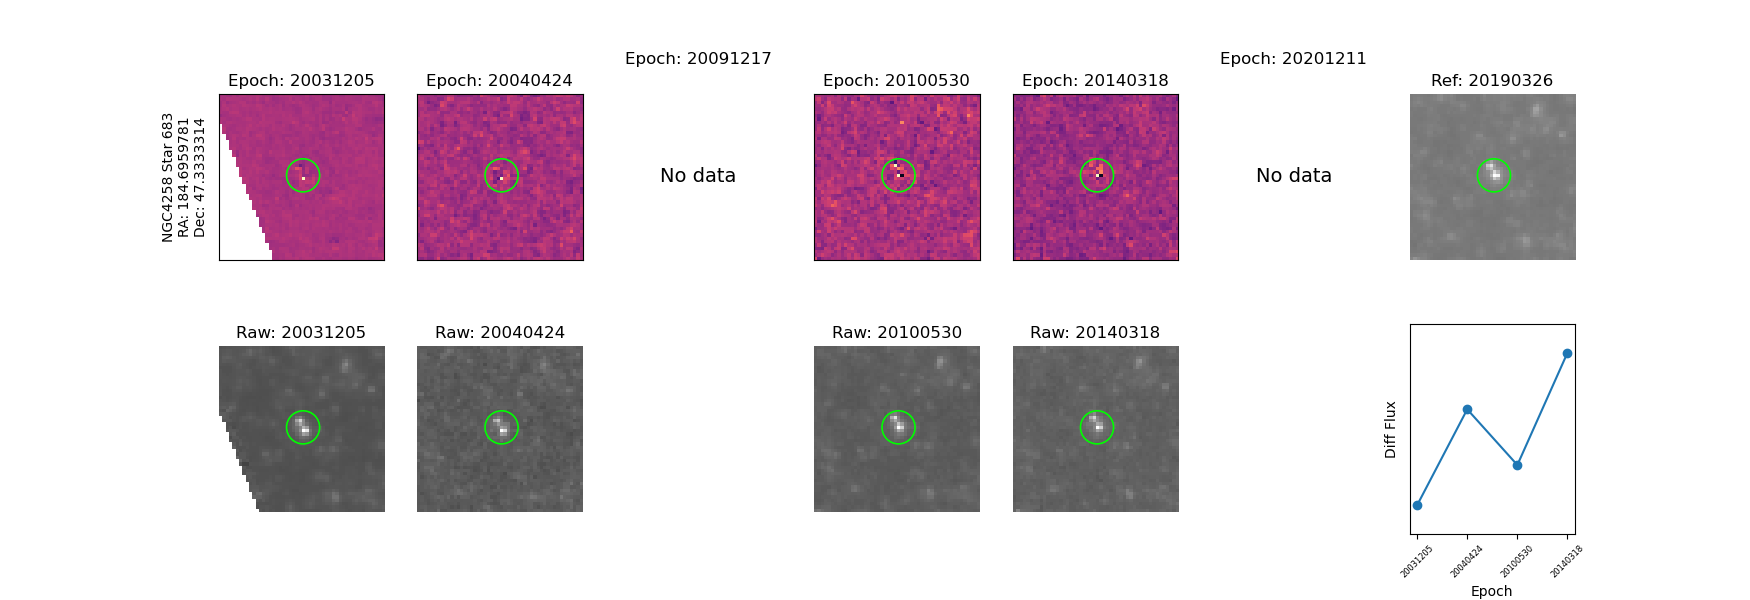 Epoch: 20031205
Epoch: 20040424
Epoch: 20091217
Epoch: 20100530
Epoch: 20140318
Epoch: 20201211
Ref: 20190326
NGC4258 Star 683
RA: 184.6959781
Dec: 47.3333314
No data
No data
Raw: 20031205
Raw: 20040424
Raw: 20100530
Raw: 20140318
Diff Flux
20031205
20040424
20100530
20140318
Epoch